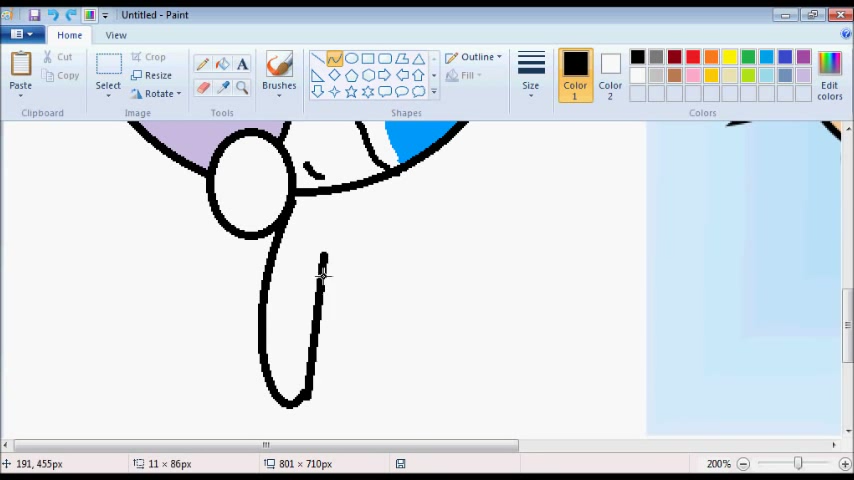 Untitled - Paint
Home View
Paste
Cut
Copy
Clipboard
Select
Crop
Resize
Rotate
Image
A
Tools
Brushes
Outline
Fill
Shapes
Size
Color 1
Color 2
Edit colors
Colors
191, 455px
11 × 86px
801 × 710px
200%